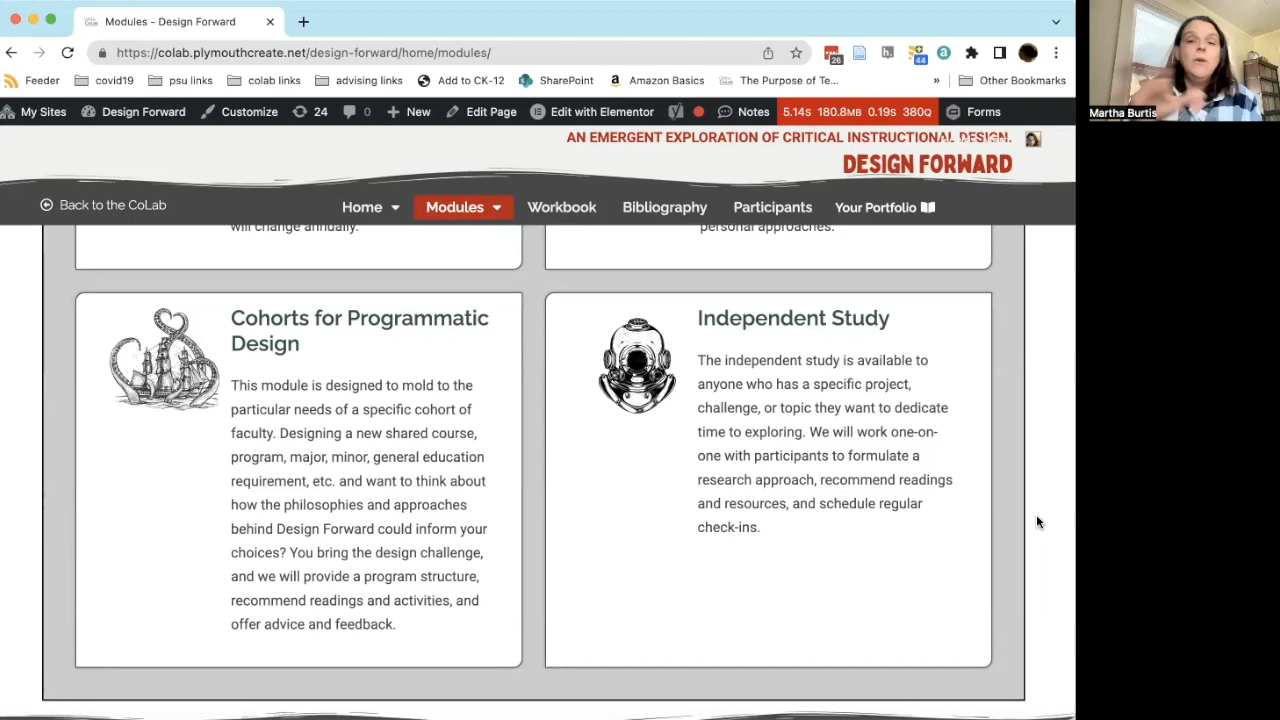 Modules - Design Forward
https://colab.plymouthcreate.net/design-forward/home/modules/
26
44
Feeder
covid19
psu links
colab links
advising links
Add to CK-12
SharePoint
Amazon Basics
The Purpose of Te...
»
Other Bookmarks
My Sites
Design Forward
Customize
24
0
New
Edit Page
Edit with Elementor
Notes
5.14S 180.8MB 0.19S 380Q
Forms
AN EMERGENT EXPLORATION OF CRITICAL INSTRUCTIONAL DESIGN.
DESIGN FORWARD
Back to the CoLab
Home
Modules
Workbook
Bibliography
Participants
Your Portfolio
will change annually.
personal approaches.
Cohorts for Programmatic
Design
This module is designed to mold to the
particular needs of a specific cohort of
faculty. Designing a new shared course,
program, major, minor, general education
requirement, etc. and want to think about
how the philosophies and approaches
behind Design Forward could inform your
choices? You bring the design challenge,
and we will provide a program structure,
recommend readings and activities, and
offer advice and feedback.
Independent Study
The independent study is available to
anyone who has a specific project,
challenge, or topic they want to dedicate
time to exploring. We will work one-on-
one with participants to formulate a
research approach, recommend readings
and resources, and schedule regular
check-ins.
Martha Burtis